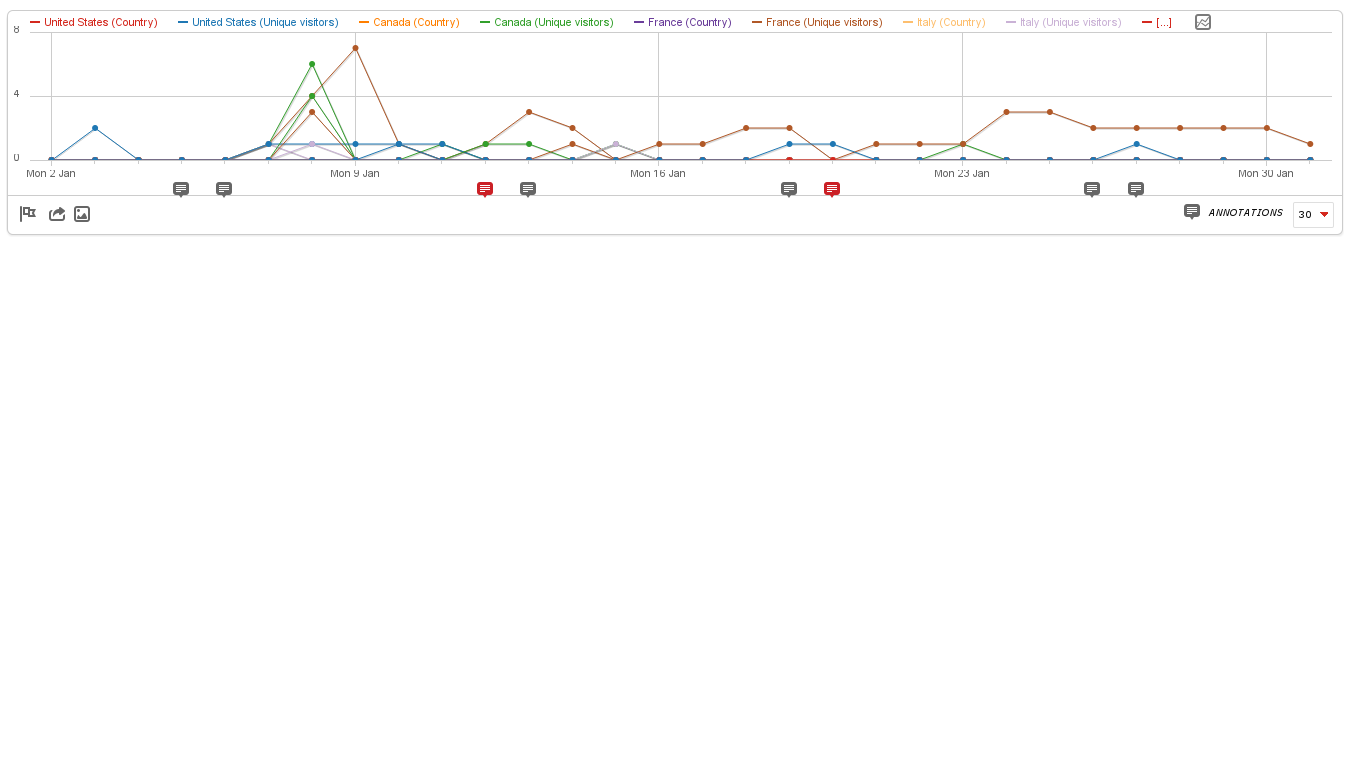 United States (Country) United States (Unique visitors) Canada (Country) Canada (Unique visitors) France (Country) France (Unique visitors) Italy (Country) Italy (Unique visitors) [...]
8
4
0
Mon 2 Jan Mon 9 Jan Mon 16 Jan Mon 23 Jan Mon 30 Jan
ANNOTATIONS 30